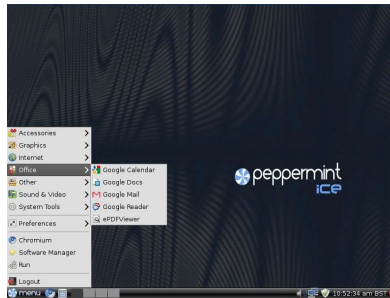 Accessories
Graphics
Internet
Office
Other
Sound & Video
System Tools
Preferences
Chromium
Software Manager
Run
Logout
Google Calendar
Google Docs
Google Mail
Google Reader
ePDFViewer
peppermint
ice
menu
10:52:34 am BST